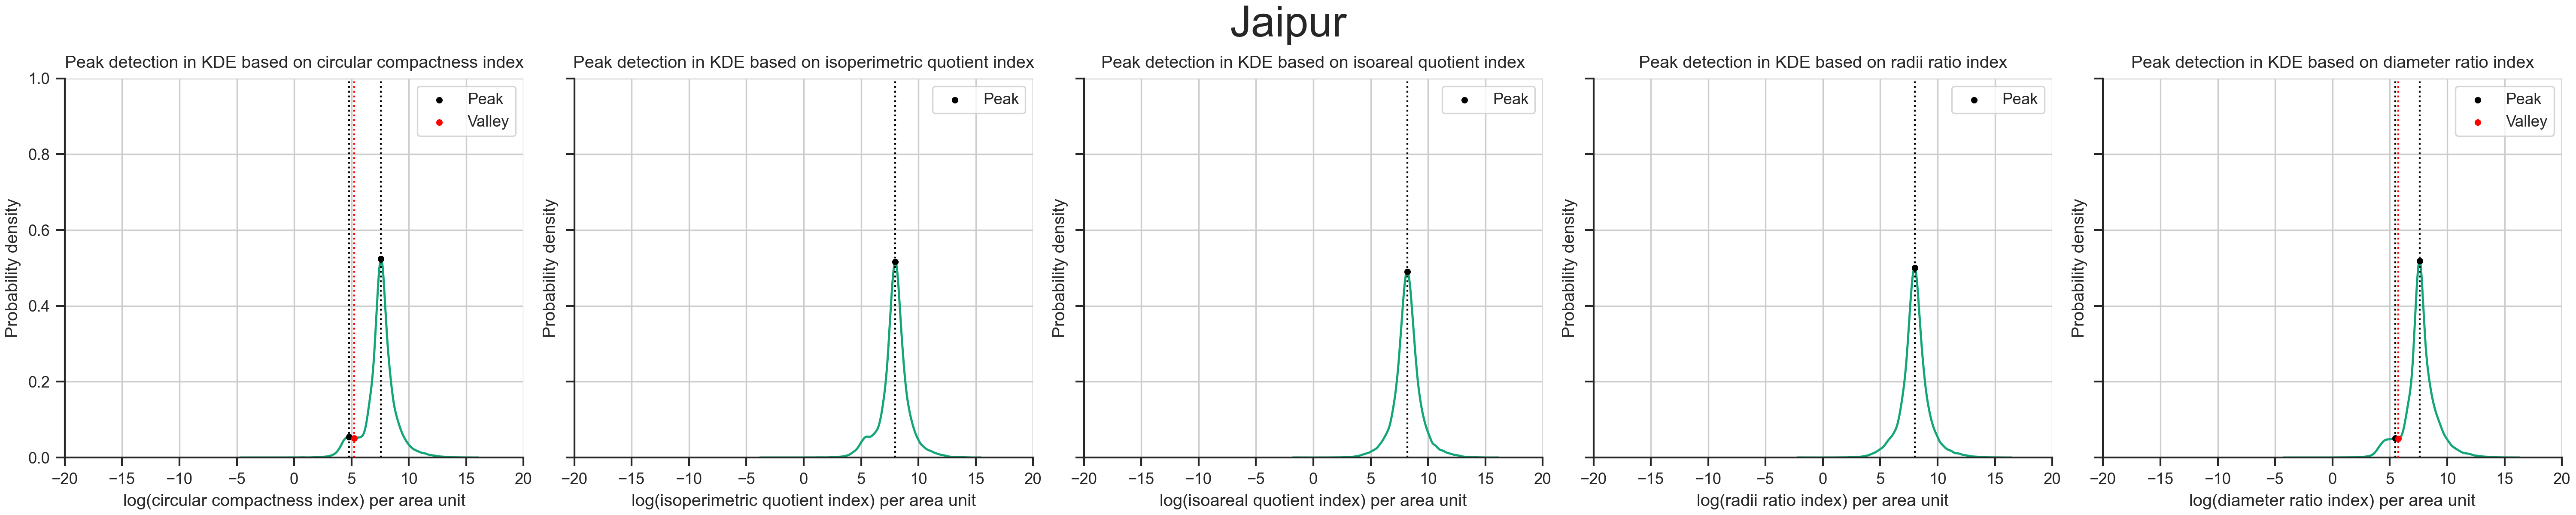 Jaipur
Peak detection in KDE based on circular compactness index
Peak
Valley
1.0
0.8
0.6
0.4
0.2
0.0
Probability density
−20 −15 −10 −5 0 5 10 15 20
log(circular compactness index) per area unit
Peak detection in KDE based on isoperimetric quotient index
Peak
Probability density
−20 −15 −10 −5 0 5 10 15 20
log(isoperimetric quotient index) per area unit
Peak detection in KDE based on isoareal quotient index
Peak
Probability density
−20 −15 −10 −5 0 5 10 15 20
log(isoareal quotient index) per area unit
Peak detection in KDE based on radii ratio index
Peak
Probability density
−20 −15 −10 −5 0 5 10 15 20
log(radii ratio index) per area unit
Peak detection in KDE based on diameter ratio index
Peak
Valley
Probability density
−20 −15 −10 −5 0 5 10 15 20
log(diameter ratio index) per area unit